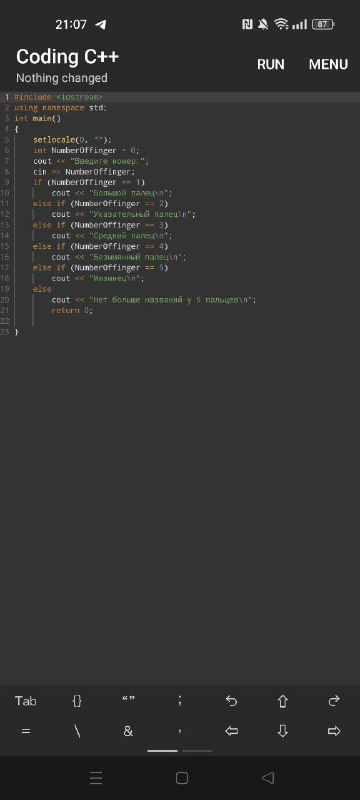 21:07 87
Coding C++
Nothing changed
RUN MENU
1 #include <iostream>
2 using namespace std;
3 int main()
4 {
5 setlocale(0, "");
6 int NumberOffinger = 0;
7 cout << "Введите номер:";
8 cin >> NumberOffinger;
9 if (NumberOffinger == 1)
10 cout << "Большой палец\n";
11 else if (NumberOffinger == 2)
12 cout << "Указательный палец\n";
13 else if (NumberOffinger == 3)
14 cout << "Средний палец\n";
15 else if (NumberOffinger == 4)
16 cout << "Безымянный палец\n";
17 else if (NumberOffinger == 5)
18 cout << "Мизинец\n";
19 else
20 cout << "Нет больше названий у 5 пальцев\n";
21 return 0;
22
23 }
Tab {} “” ;
= \ & ,